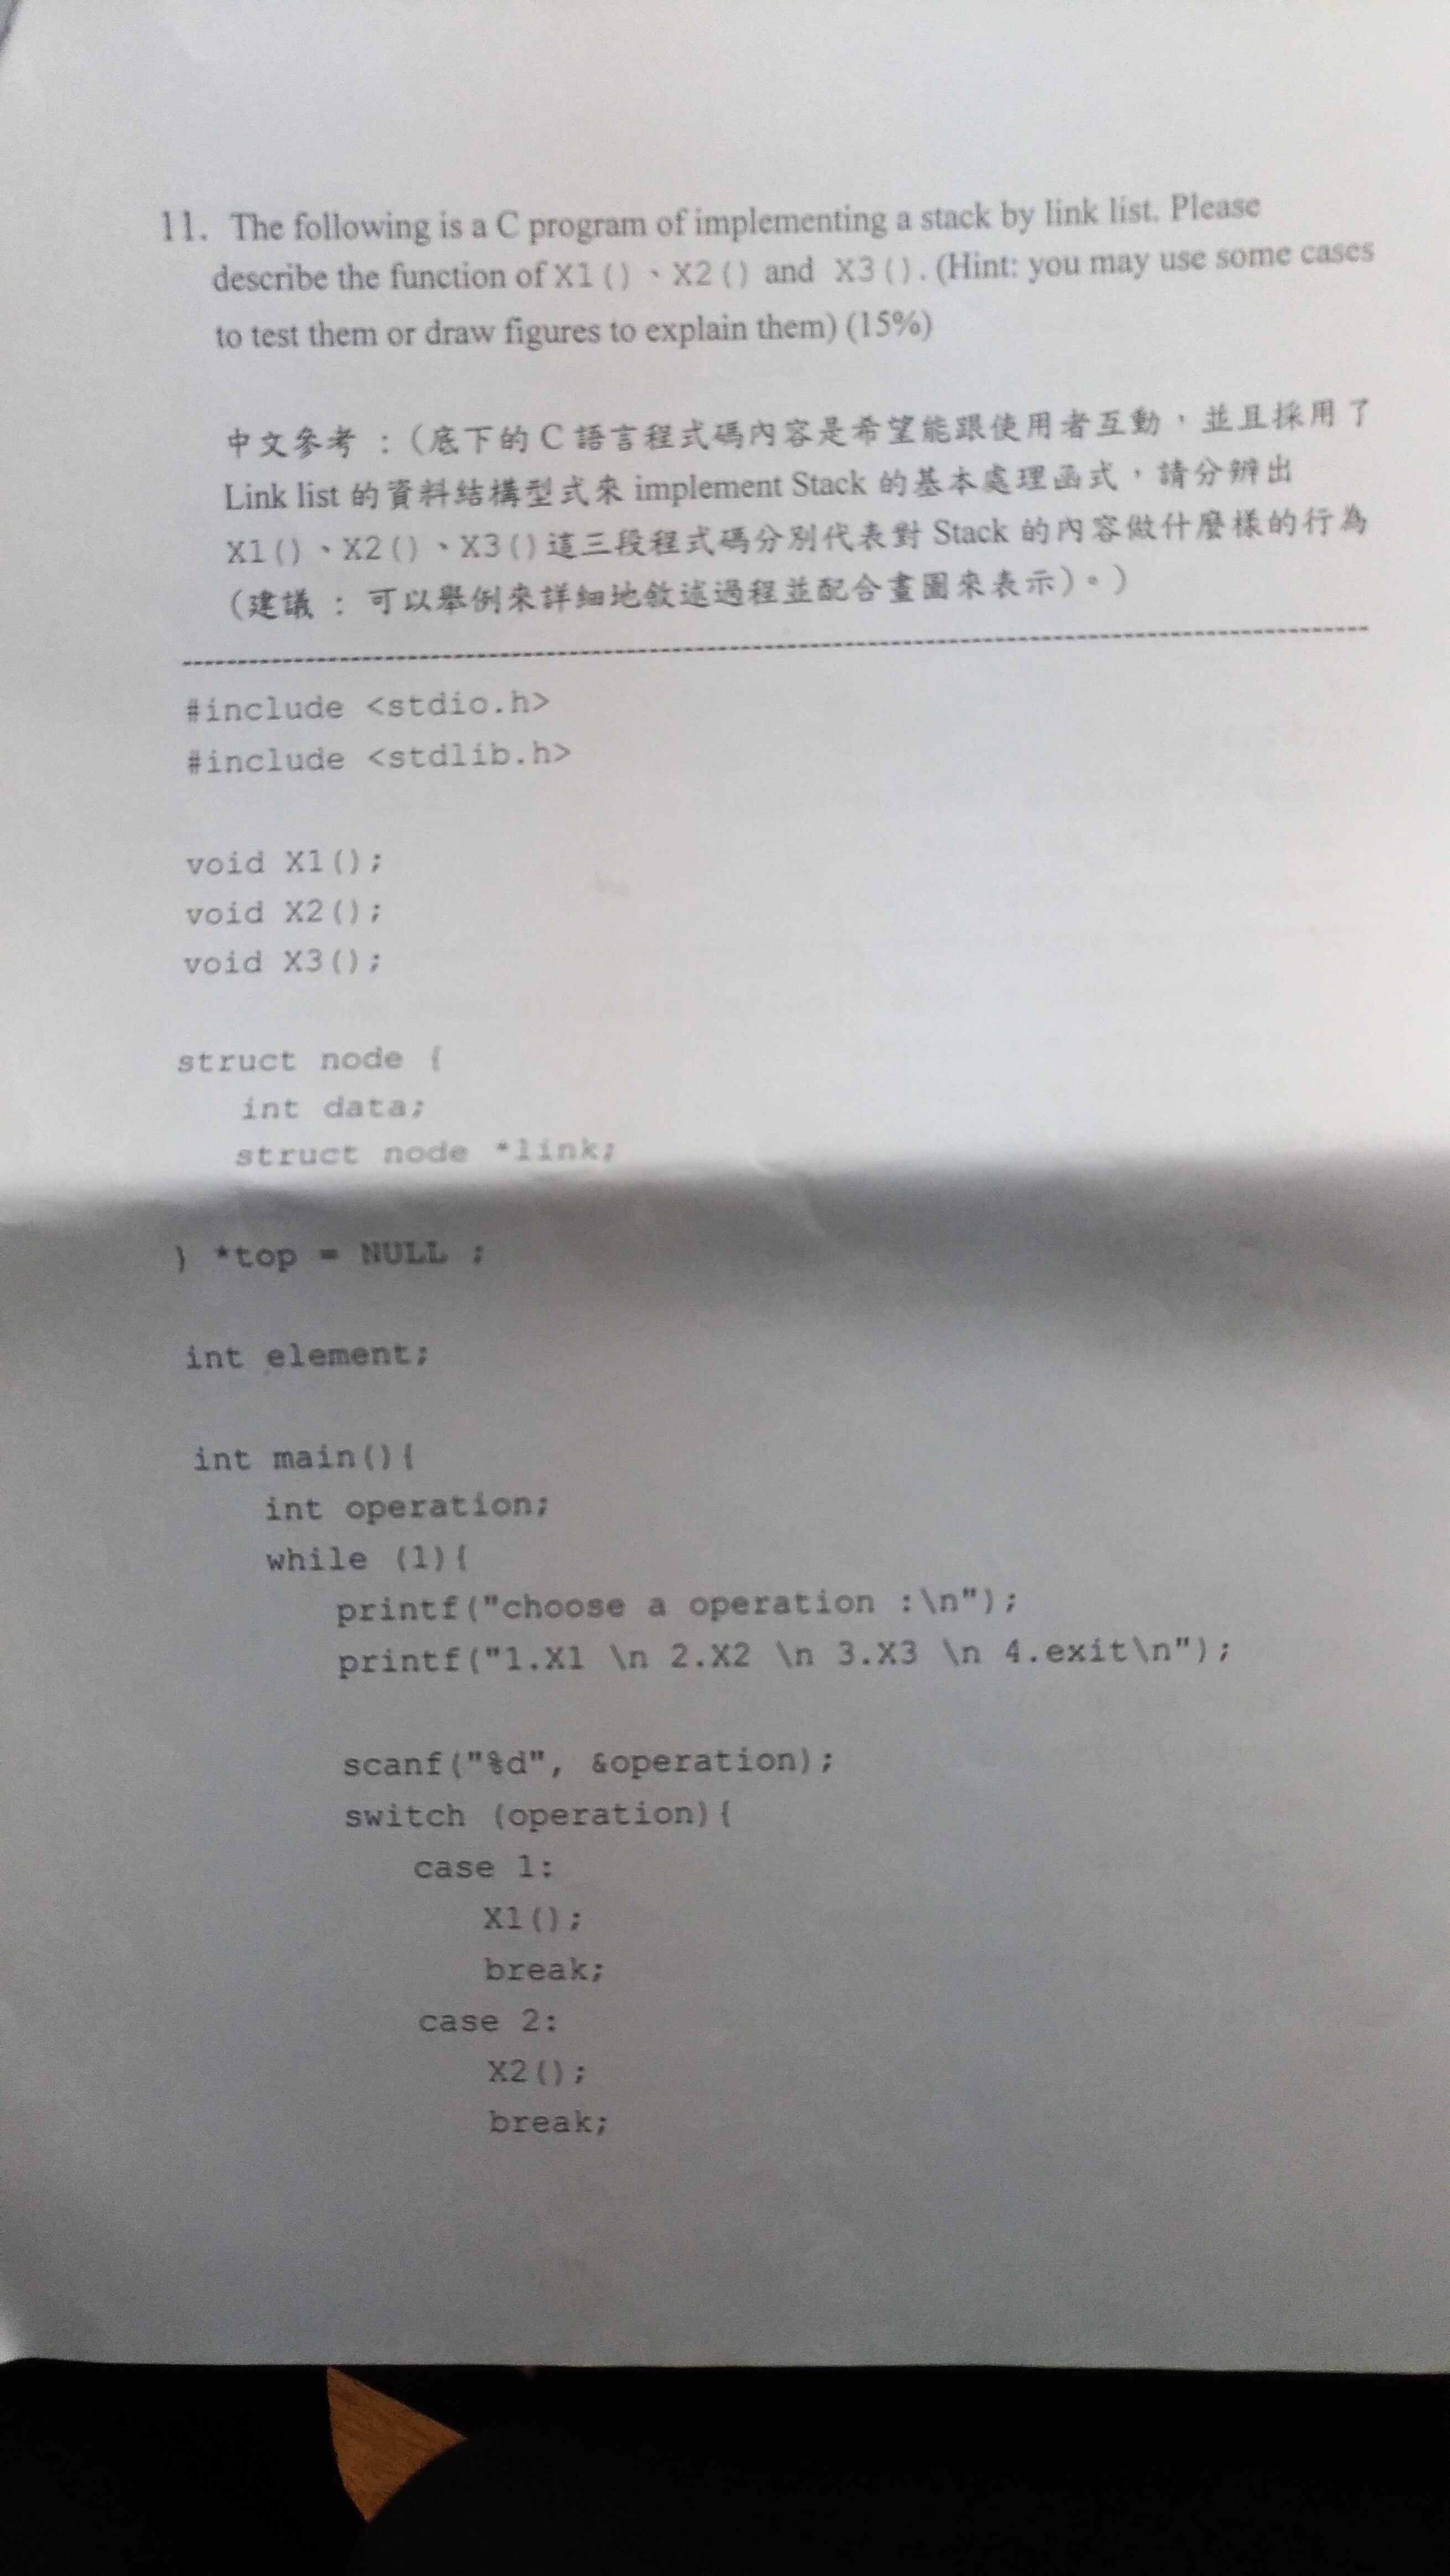 11. The following is a C program of implementing a stack by link list. Please
describe the function of X1()、X2() and X3(). (Hint: you may use some cases
to test them or draw figures to explain them) (15%)
中文參考 :(底下的 C 語言程式碼內容是希望能跟使用者互動,並且採用了
Link list 的資料結構型式來 implement Stack 的基本處理函式,請分辨出
X1()、X2()、X3()這三段程式碼分別代表對 Stack 的內容做什麼樣的行為
(建議 : 可以舉例來詳細地敘述過程並配合畫圖來表示)。)
--------------------------------------------------------------------
#include <stdio.h>
#include <stdlib.h>
void X1();
void X2();
void X3();
struct node {
int data;
struct node *link;
} *top = NULL ;
int element;
int main(){
int operation;
while (1){
printf("choose a operation :\n");
printf("1.X1 \n 2.X2 \n 3.X3 \n 4.exit\n");
scanf("%d", &operation);
switch (operation){
case 1:
X1();
break;
case 2:
X2();
break;